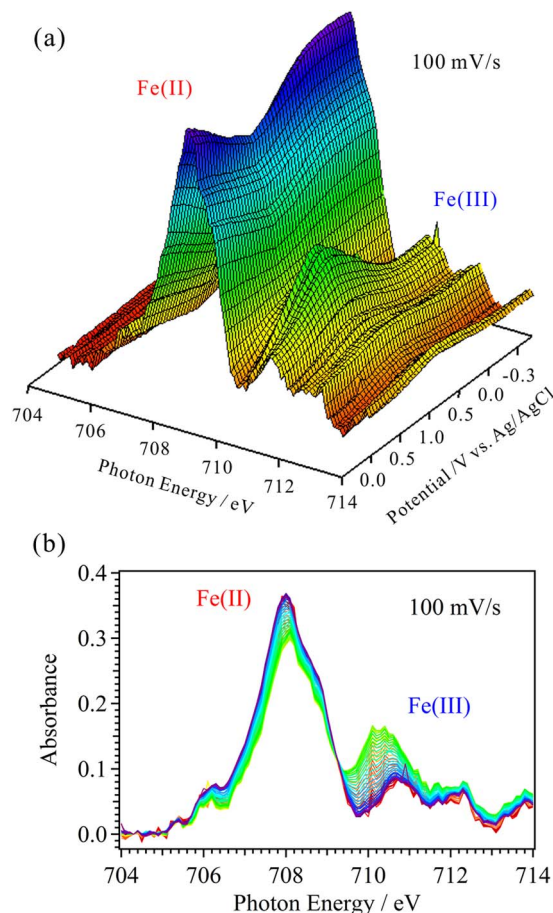 (a)
100 mV/s
Fe(II)
Fe(III)
704
706
708
710
712
714
Photon Energy / eV
0.0
0.5
1.0
0.5
0.0
-0.3
Potential /V vs. Ag/AgCl
(b)
0.4
0.3
0.2
0.1
0.0
Absorbance
Fe(II)
100 mV/s
Fe(III)
704 706 708 710 712 714
Photon Energy / eV